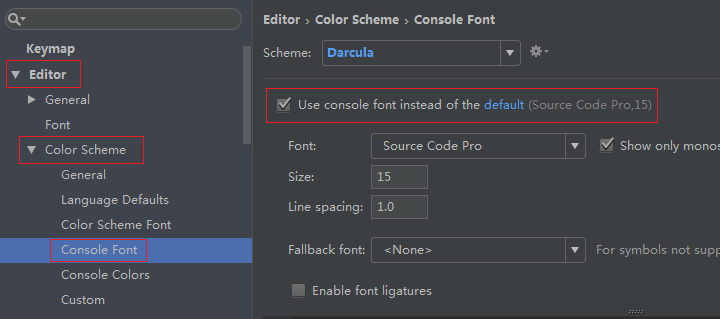 Editor › Color Scheme › Console Font
Keymap
Editor
General
Font
Color Scheme
General
Language Defaults
Color Scheme Font
Console Font
Console Colors
Custom
Scheme: Darcula
Use console font instead of the default (Source Code Pro,15)
Font: Source Code Pro Show only monos
Size: 15
Line spacing: 1.0
Fallback font: <None> For symbols not supp
Enable font ligatures